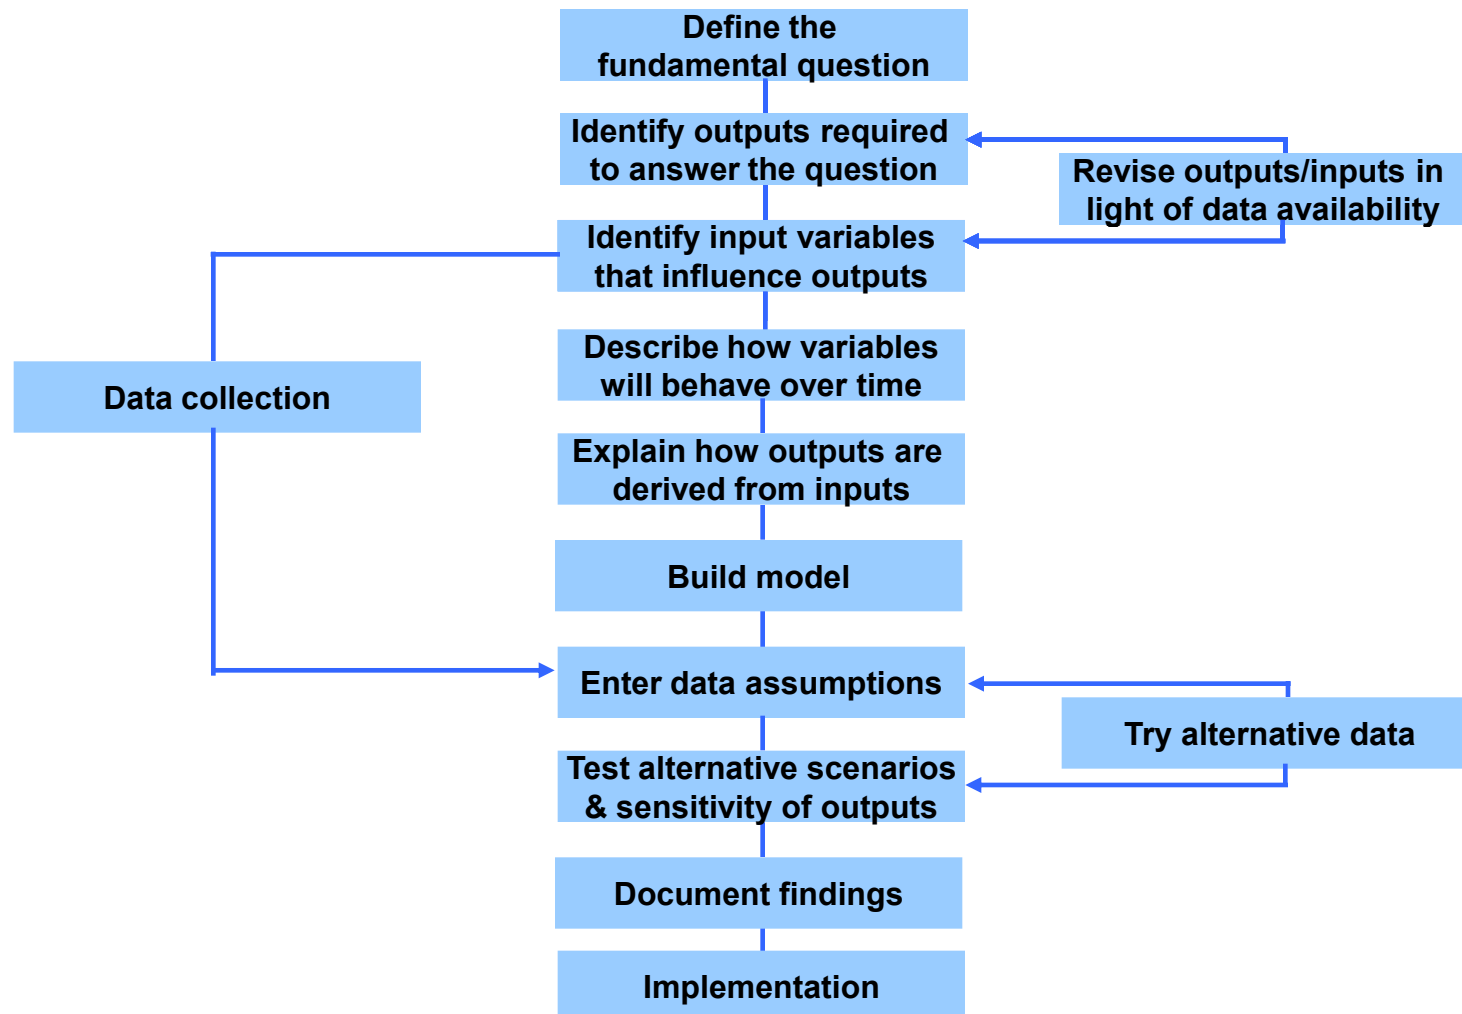 Define the
fundamental question
Identify outputs required
to answer the question
Revise outputs/inputs in
light of data availability
Identify input variables
that influence outputs
Describe how variables
will behave over time
Data collection
Explain how outputs are
derived from inputs
Build model
Enter data assumptions
Try alternative data
Test alternative scenarios
& sensitivity of outputs
Document findings
Implementation